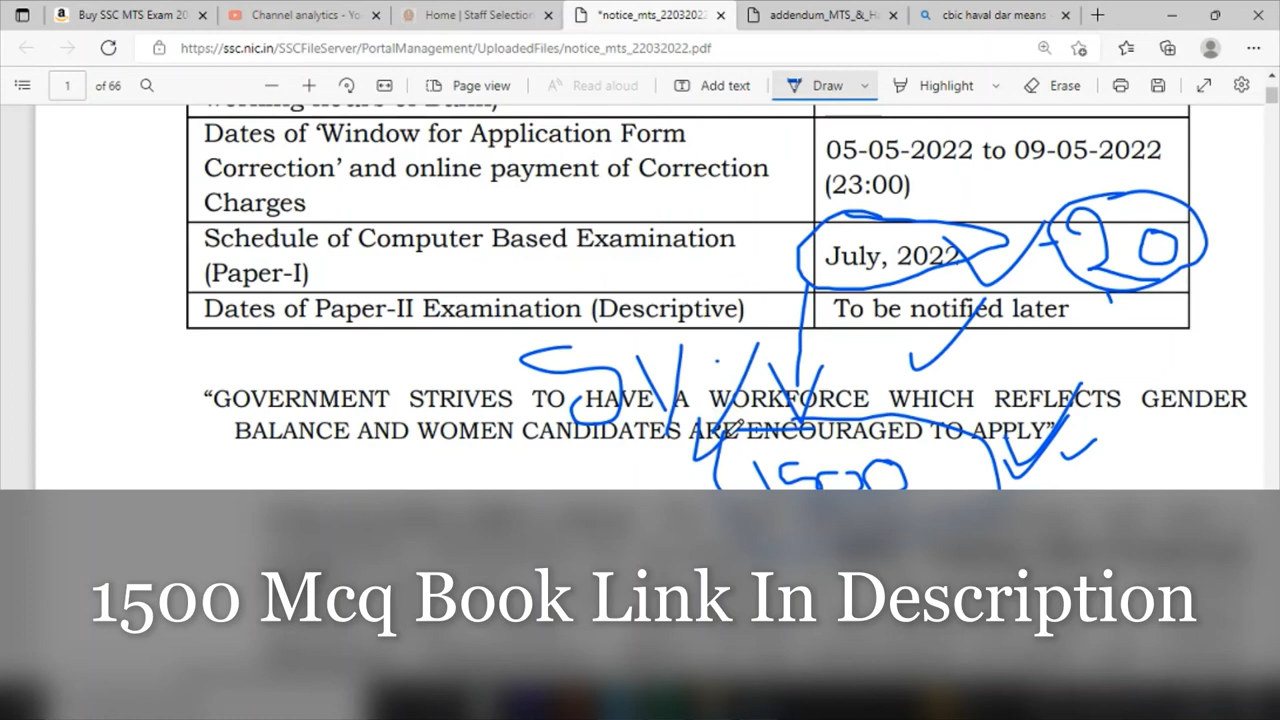 Buy SSC MTS Exam 20
Channel analytics - Yo
Home | Staff Selection
*notice_mts_22032022.pdf
addendum_MTS_&_Ha
cbic haval dar means
https://ssc.nic.in/SSCFileServer/PortalManagement/UploadedFiles/notice_mts_22032022.pdf
1 of 66
Page view
Read aloud
Add text
Draw
Highlight
Erase
Dates of 'Window for Application Form
Correction' and online payment of Correction
Charges
05-05-2022 to 09-05-2022
(23:00)
Schedule of Computer Based Examination
(Paper-I)
July, 2022
20
Dates of Paper-II Examination (Descriptive)
To be notified later
"GOVERNMENT STRIVES TO HAVE A WORKFORCE WHICH REFLECTS GENDER
BALANCE AND WOMEN CANDIDATES ARE ENCOURAGED TO APPLY"
1500
1500 Mcq Book Link In Description